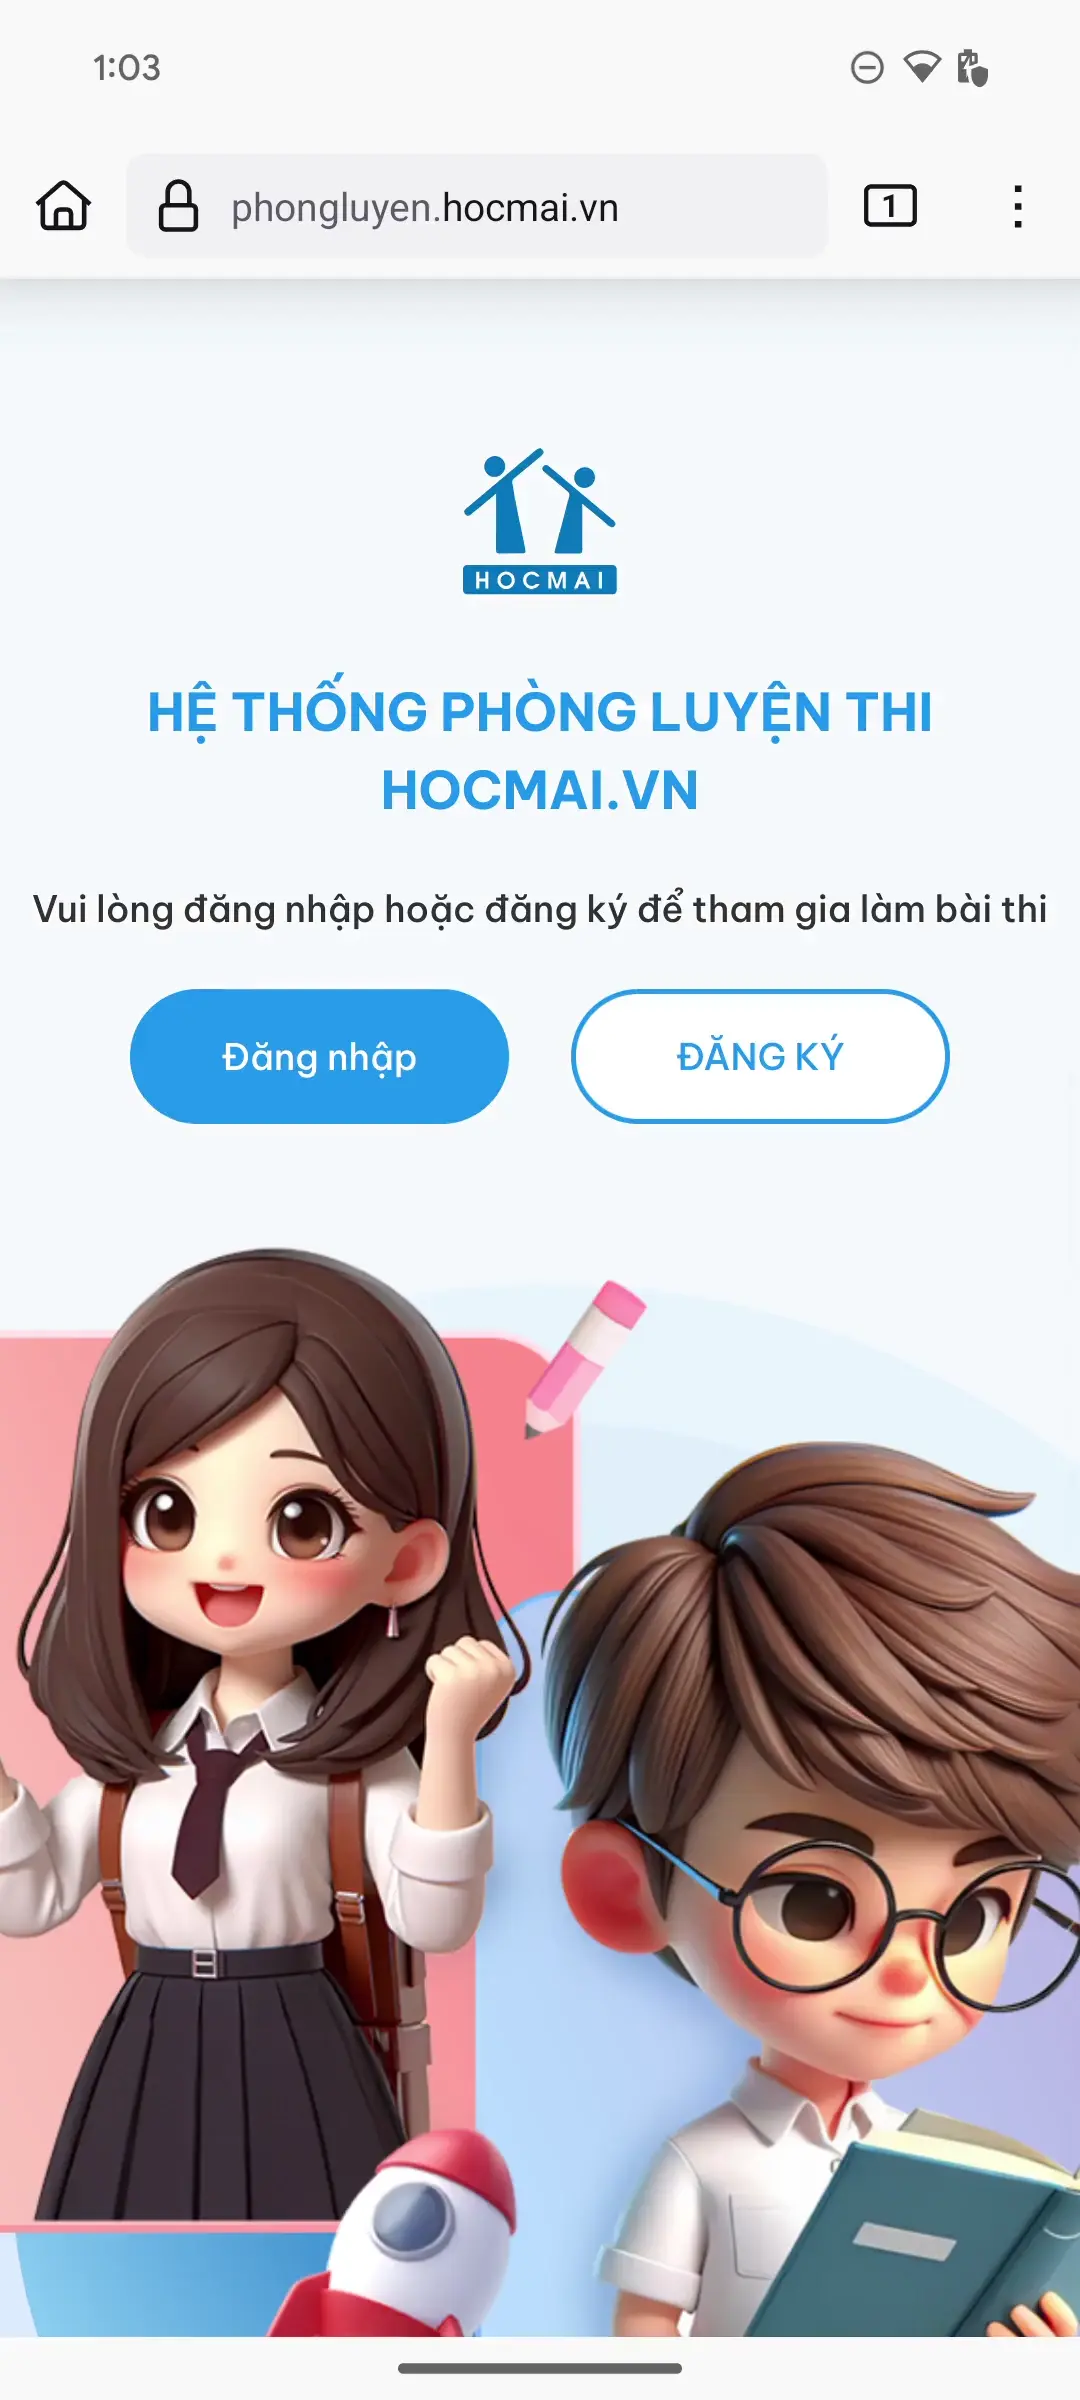 1:03
phongluyen.hocmai.vn
1
HOCMAI
HỆ THỐNG PHÒNG LUYỆN THI
HOCMAI.VN
Vui lòng đăng nhập hoặc đăng ký để tham gia làm bài thi
Đăng nhập
ĐĂNG KÝ